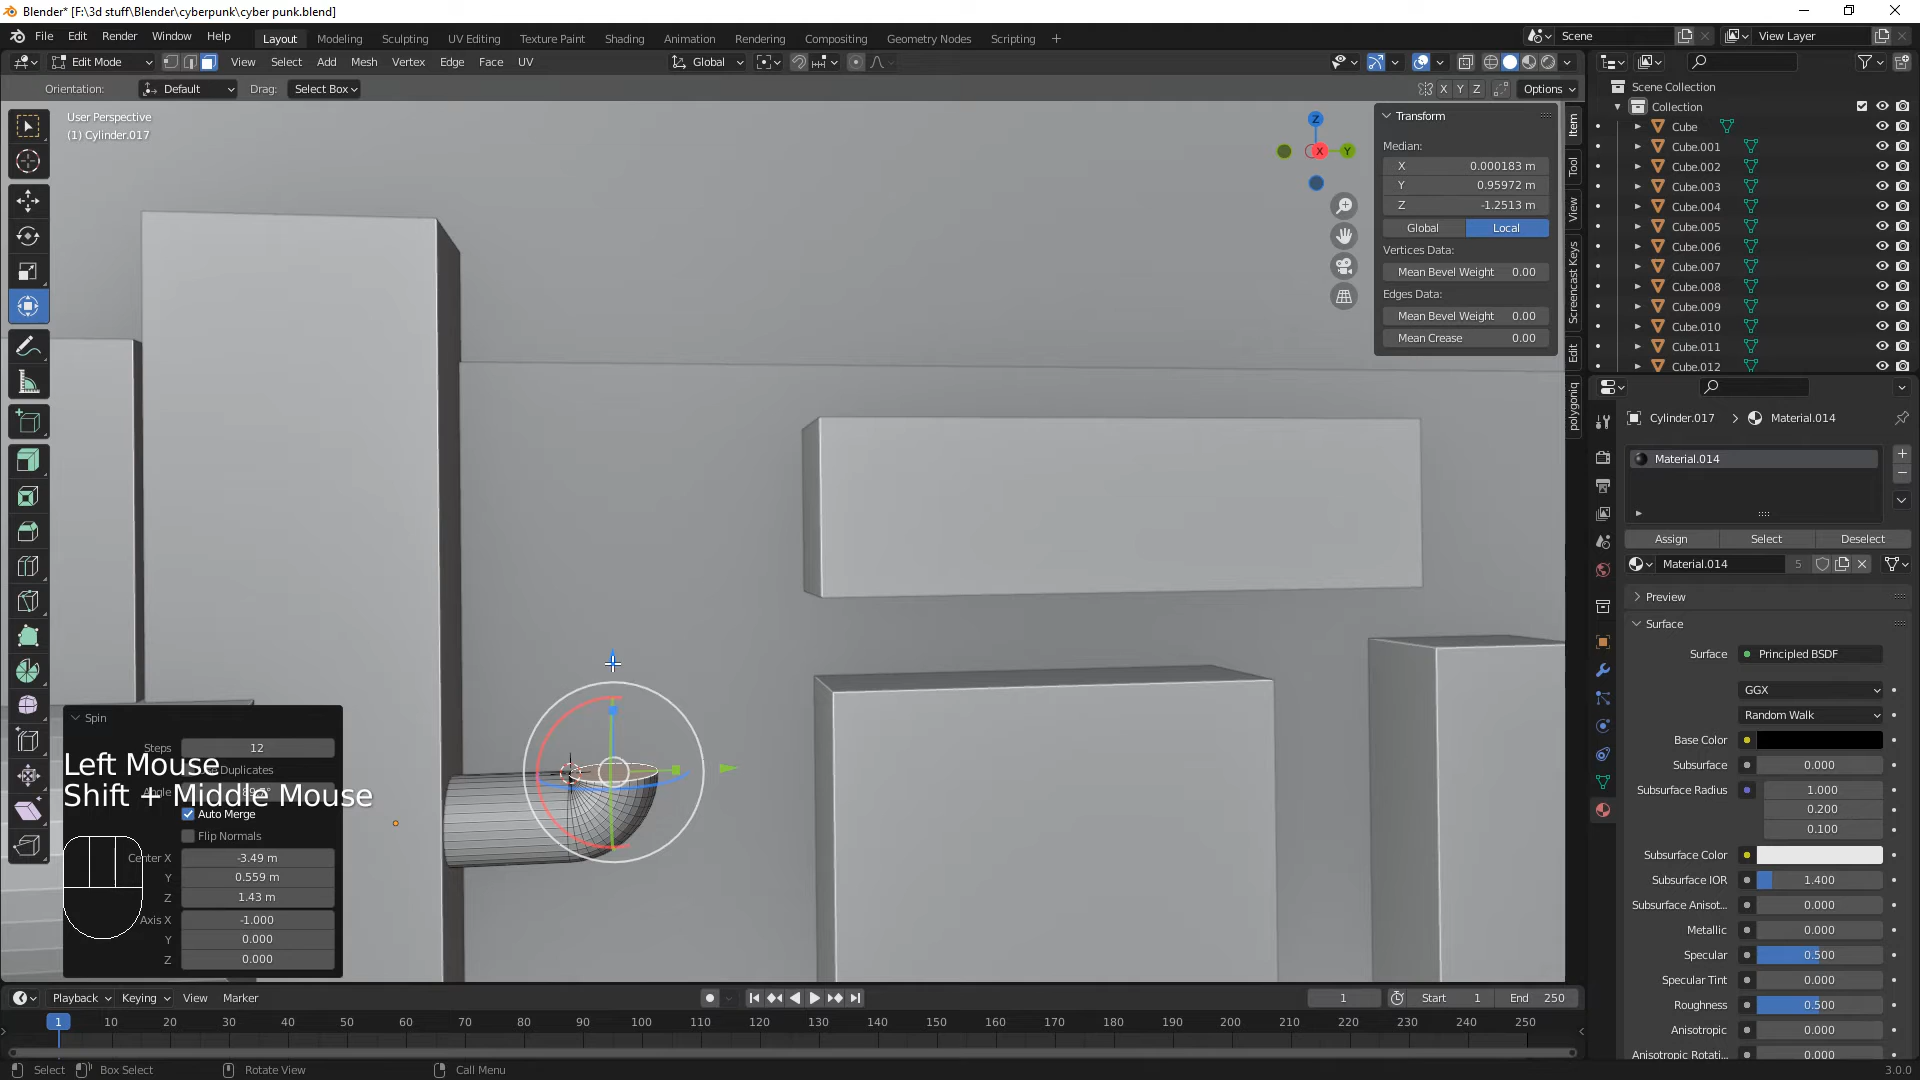 Blender* [F:\3d stuff\Blender\cyberpunk\cyber punk.blend]
File Edit Render Window Help Layout Modeling Sculpting UV Editing Texture Paint Shading Animation Rendering Compositing Geometry Nodes Scripting + Scene View Layer
Edit Mode View Select Add Mesh Vertex Edge Face UV Global
Orientation: Default Drag: Select Box X Y Z Options
User Perspective
(1) Cylinder.017
Z
X
Y
Transform
Median:
X 0.000183 m
Y 0.95972 m
Z -1.2513 m
Global Local
Vertices Data:
Mean Bevel Weight 0.00
Edges Data:
Mean Bevel Weight 0.00
Mean Crease 0.00
Item
Tool
View
Screencast Keys
Edit
polygoniq
Scene Collection
Collection
Cube
Cube.001
Cube.002
Cube.003
Cube.004
Cube.005
Cube.006
Cube.007
Cube.008
Cube.009
Cube.010
Cube.011
Cube.012
Cylinder.017 > Material.014
Material.014
Assign Select Deselect
Material.014 5
Preview
Surface
Surface Principled BSDF
GGX
Random Walk
Base Color
Subsurface 0.000
Subsurface Radius 1.000
0.200
0.100
Subsurface Color
Subsurface IOR 1.400
Subsurface Anisot... 0.000
Metallic 0.000
Specular 0.500
Specular Tint 0.000
Roughness 0.500
Anisotropic 0.000
Anisotropic Rotati... 0.000
Spin
Steps 12
Left Mouse
Shift + Middle Mouse
Auto Merge
Flip Normals
Center X -3.49 m
Y 0.559 m
Z 1.43 m
Axis X -1.000
Y 0.000
Z 0.000
Playback Keying View Marker 1 Start 1 End 250
1 10 20 30 40 50 60 70 80 90 100 110 120 130 140 150 160 170 180 190 200 210 220 230 240 250
Select Box Select Rotate View Call Menu 3.0.0